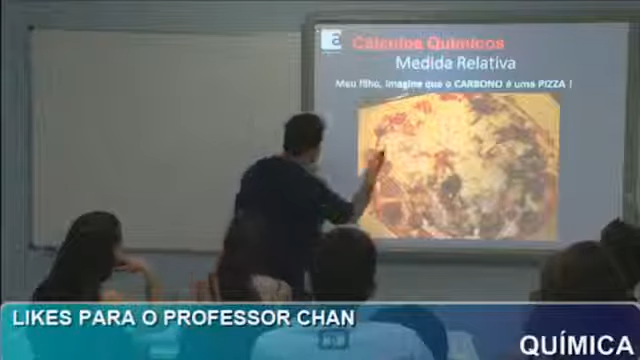 a
Cálculos Químicos
Medida Relativa
Meu filho, imagine que o CARBONO é uma PIZZA !
LIKES PARA O PROFESSOR CHAN
QUÍMICA